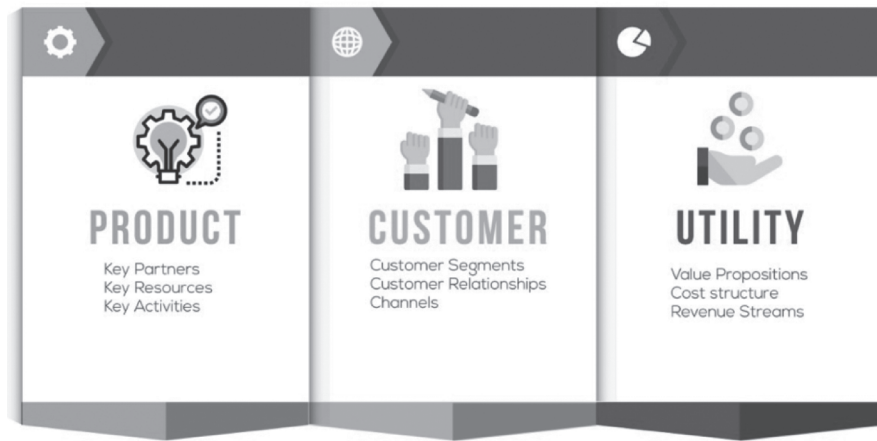 PRODUCT
Key Partners
Key Resources
Key Activities
CUSTOMER
Customer Segments
Customer Relationships
Channels
UTILITY
Value Propositions
Cost structure
Revenue Streams